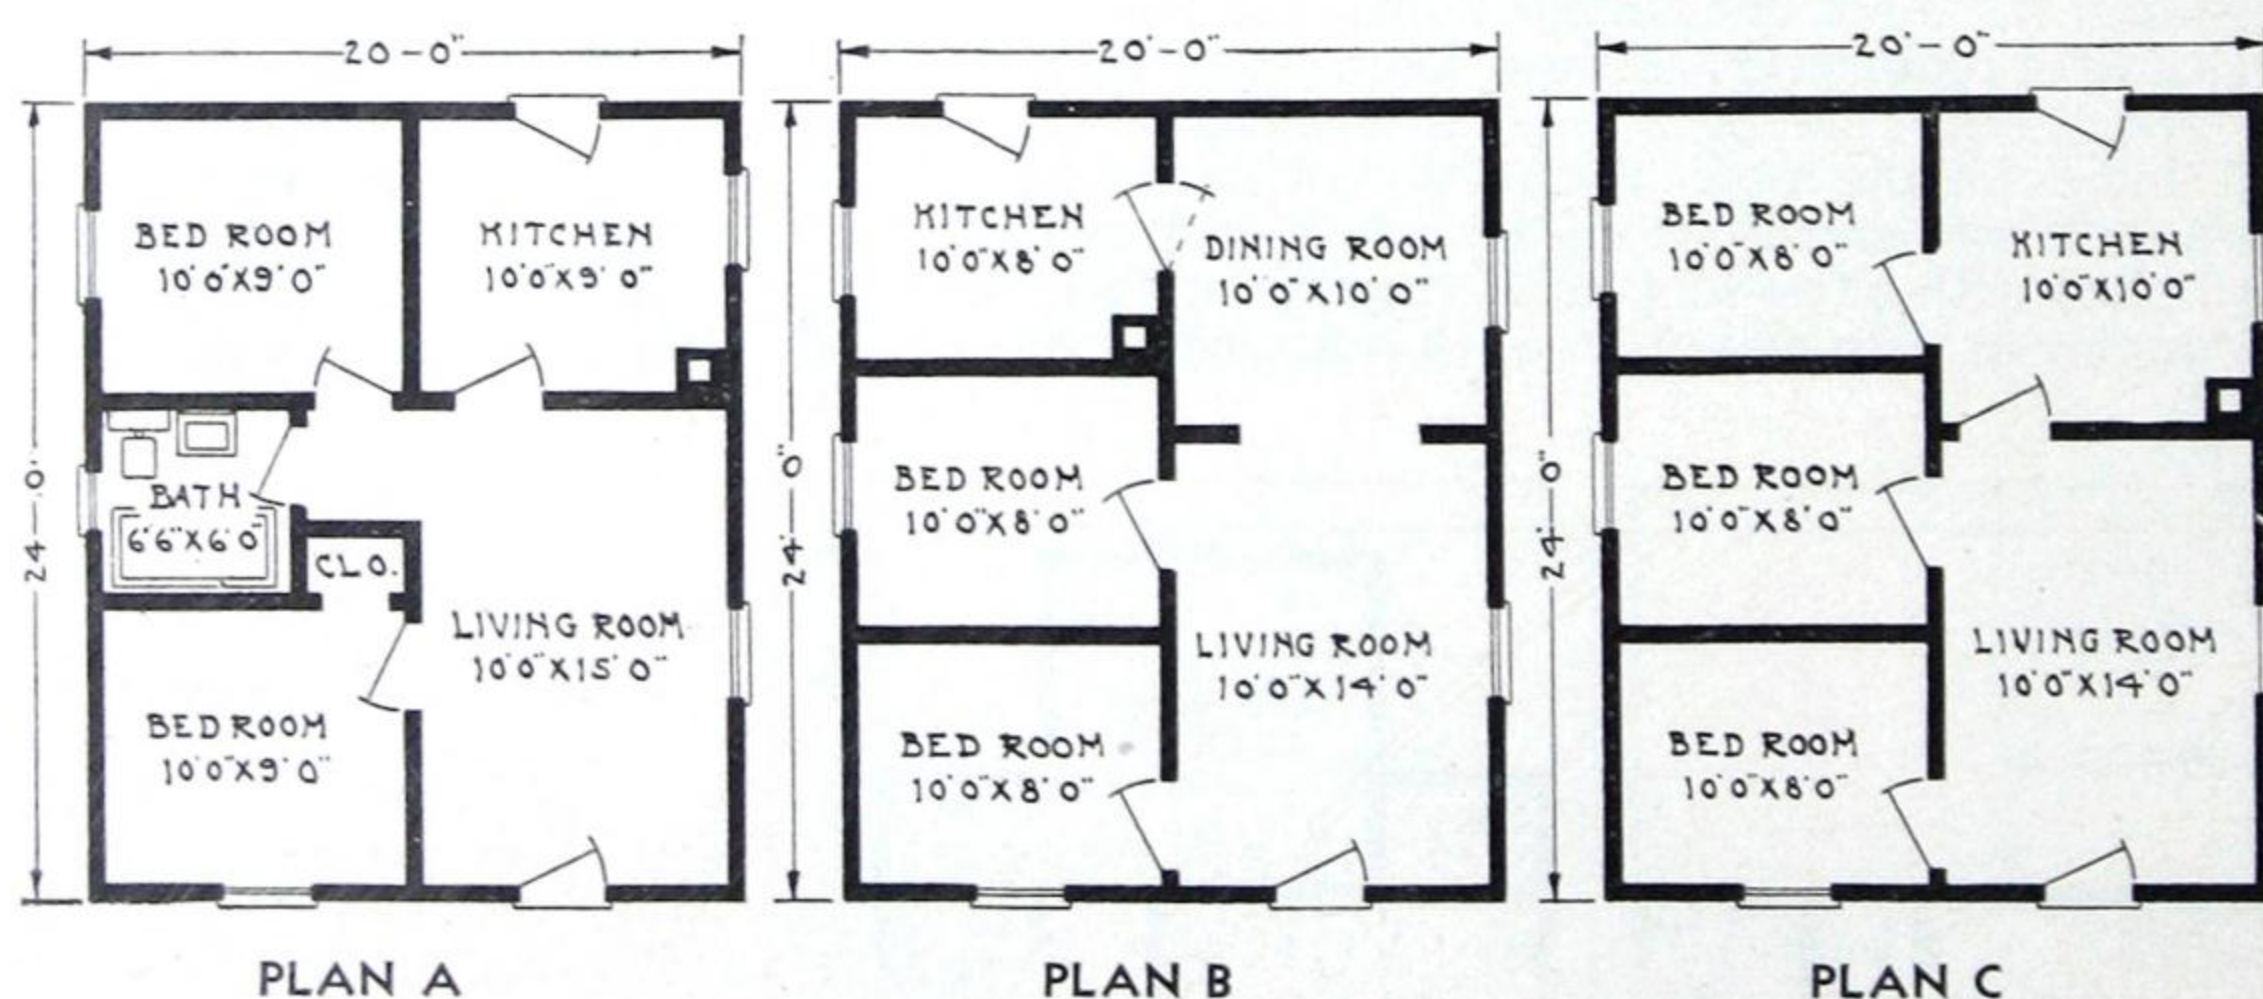 20-0"
24-0'
BED ROOM
10'0"X9'0"
KITCHEN
10'0"X9'0"
BATH
6'6"X6'0"
CLO.
LIVING ROOM
10'0"X15'0"
BED ROOM
10'0"X9'0"
PLAN A
20'-0"
24'-0"
KITCHEN
10'0"X8'0"
DINING ROOM
10'0"X10'0"
BED ROOM
10'0"X8'0"
LIVING ROOM
10'0"X14'0"
BED ROOM
10'0"X8'0"
PLAN B
20'-0"
24'-0"
BED ROOM
10'0"X8'0"
KITCHEN
10'0"X10'0"
BED ROOM
10'0"X8'0"
LIVING ROOM
10'0"X14'0"
BED ROOM
10'0"X8'0"
PLAN C